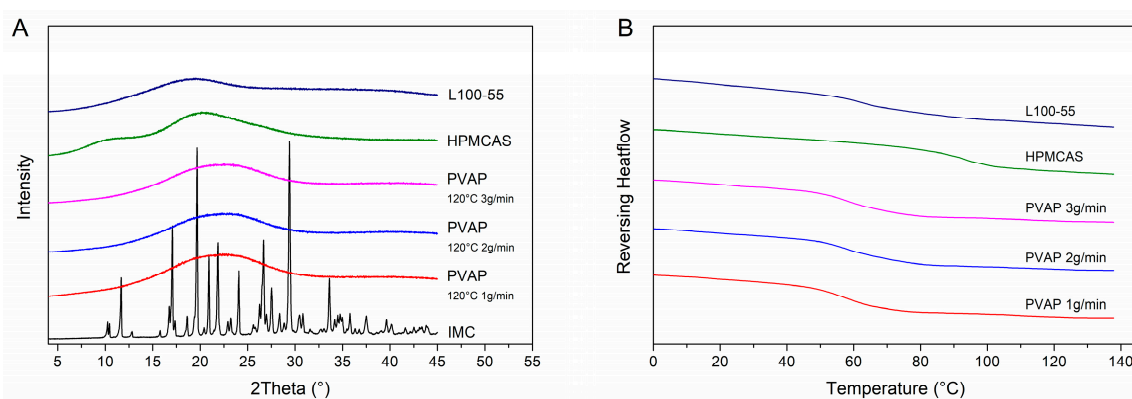 A
Intensity
L100-55
HPMCAS
PVAP
120°C 3g/min
PVAP
120°C 2g/min
PVAP
120°C 1g/min
IMC
5 10 15 20 25 30 35 40 45 50 55
2Theta (°)
B
Reversing Heatflow
L100-55
HPMCAS
PVAP 3g/min
PVAP 2g/min
PVAP 1g/min
0 20 40 60 80 100 120 140
Temperature (°C)